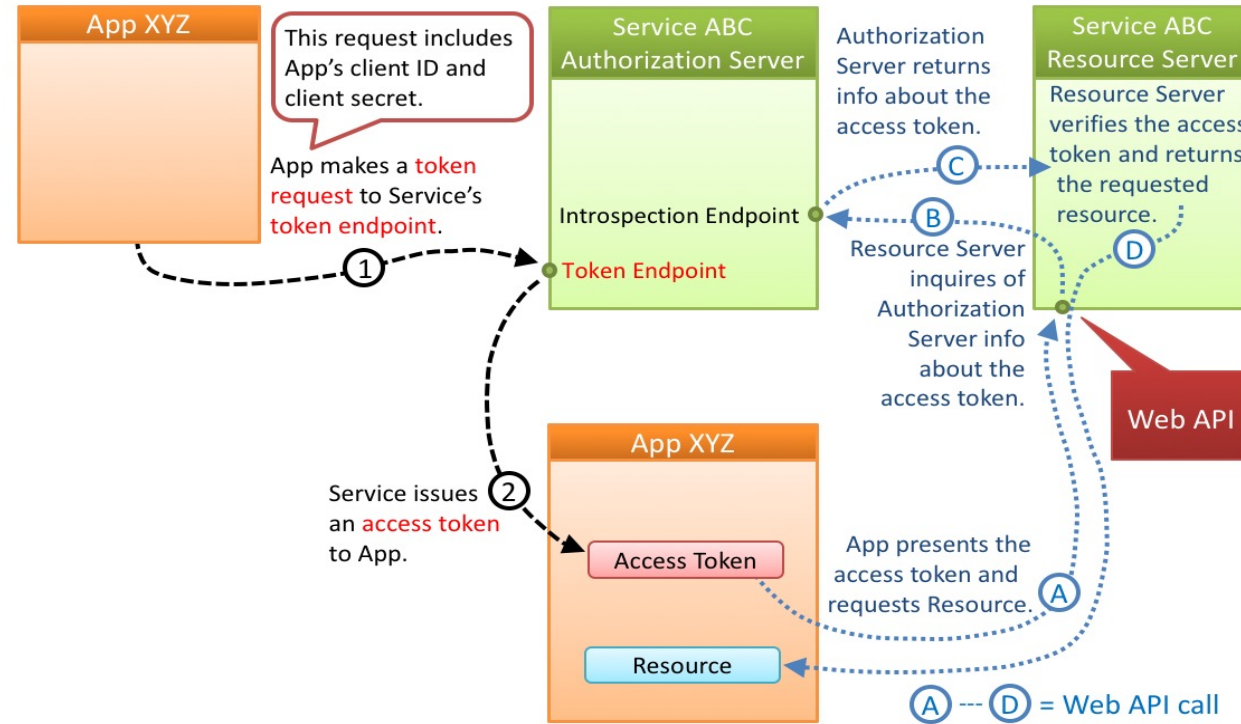 App XYZ
This request includes
App's client ID and
client secret.
App makes a token
request to Service's
token endpoint.
1
Service ABC
Authorization Server
Introspection Endpoint
Token Endpoint
Authorization
Server returns
info about the
access token.
C
B
Resource Server
inquires of
Authorization
Server info
about the
access token.
Service ABC
Resource Server
Resource Server
verifies the access
token and returns
the requested
resource.
D
Web API
Service issues
an access token
to App.
2
App XYZ
Access Token
Resource
App presents the
access token and
requests Resource.
A
A --- D = Web API call